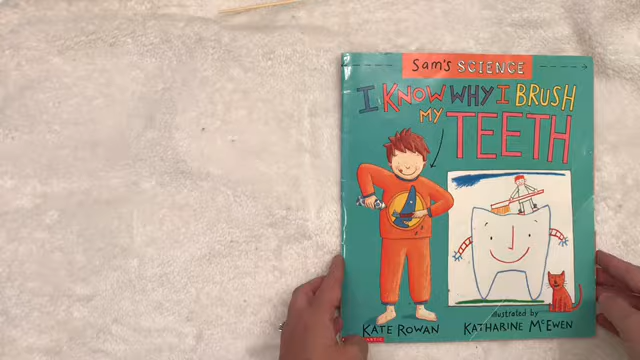 Sam's SCIENCE
I KNOW WHY I BRUSH
MY TEETH
illustrated by
KATE ROWAN KATHARINE McEWEN